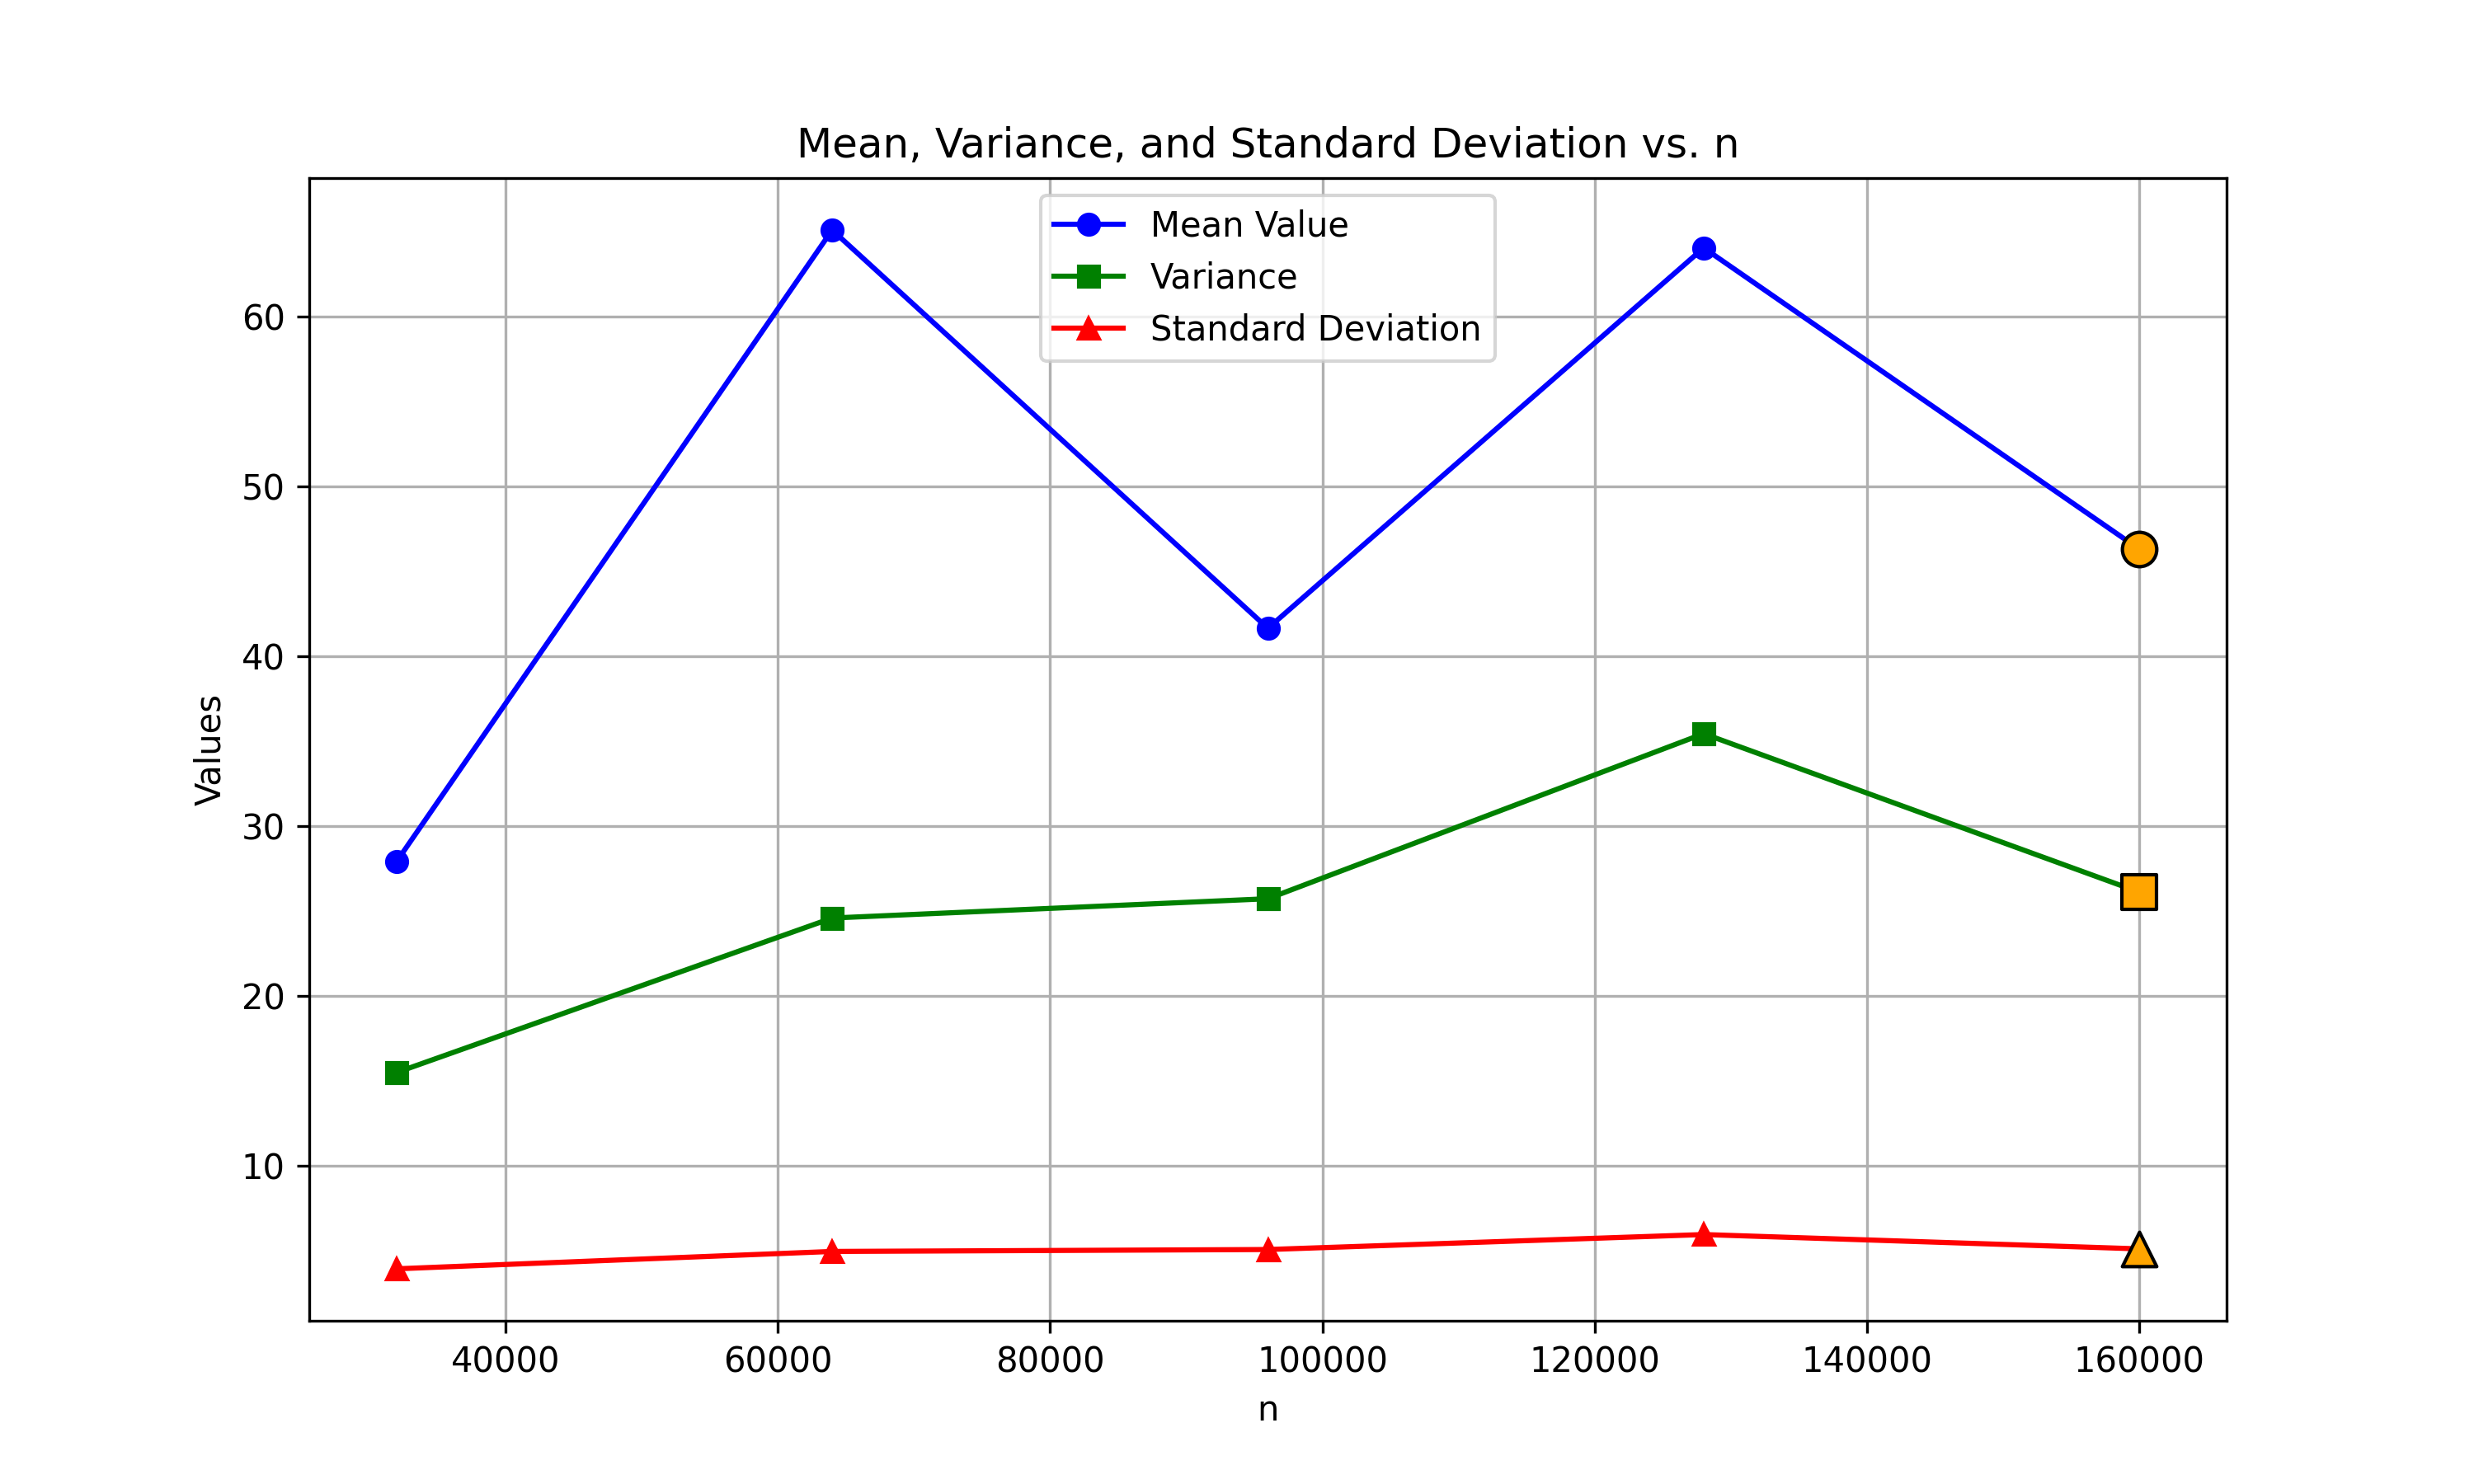 Mean, Variance, and Standard Deviation vs. n
Mean Value
Variance
Standard Deviation
60
50
40
30
20
10
Values
40000 60000 80000 100000 120000 140000 160000
n